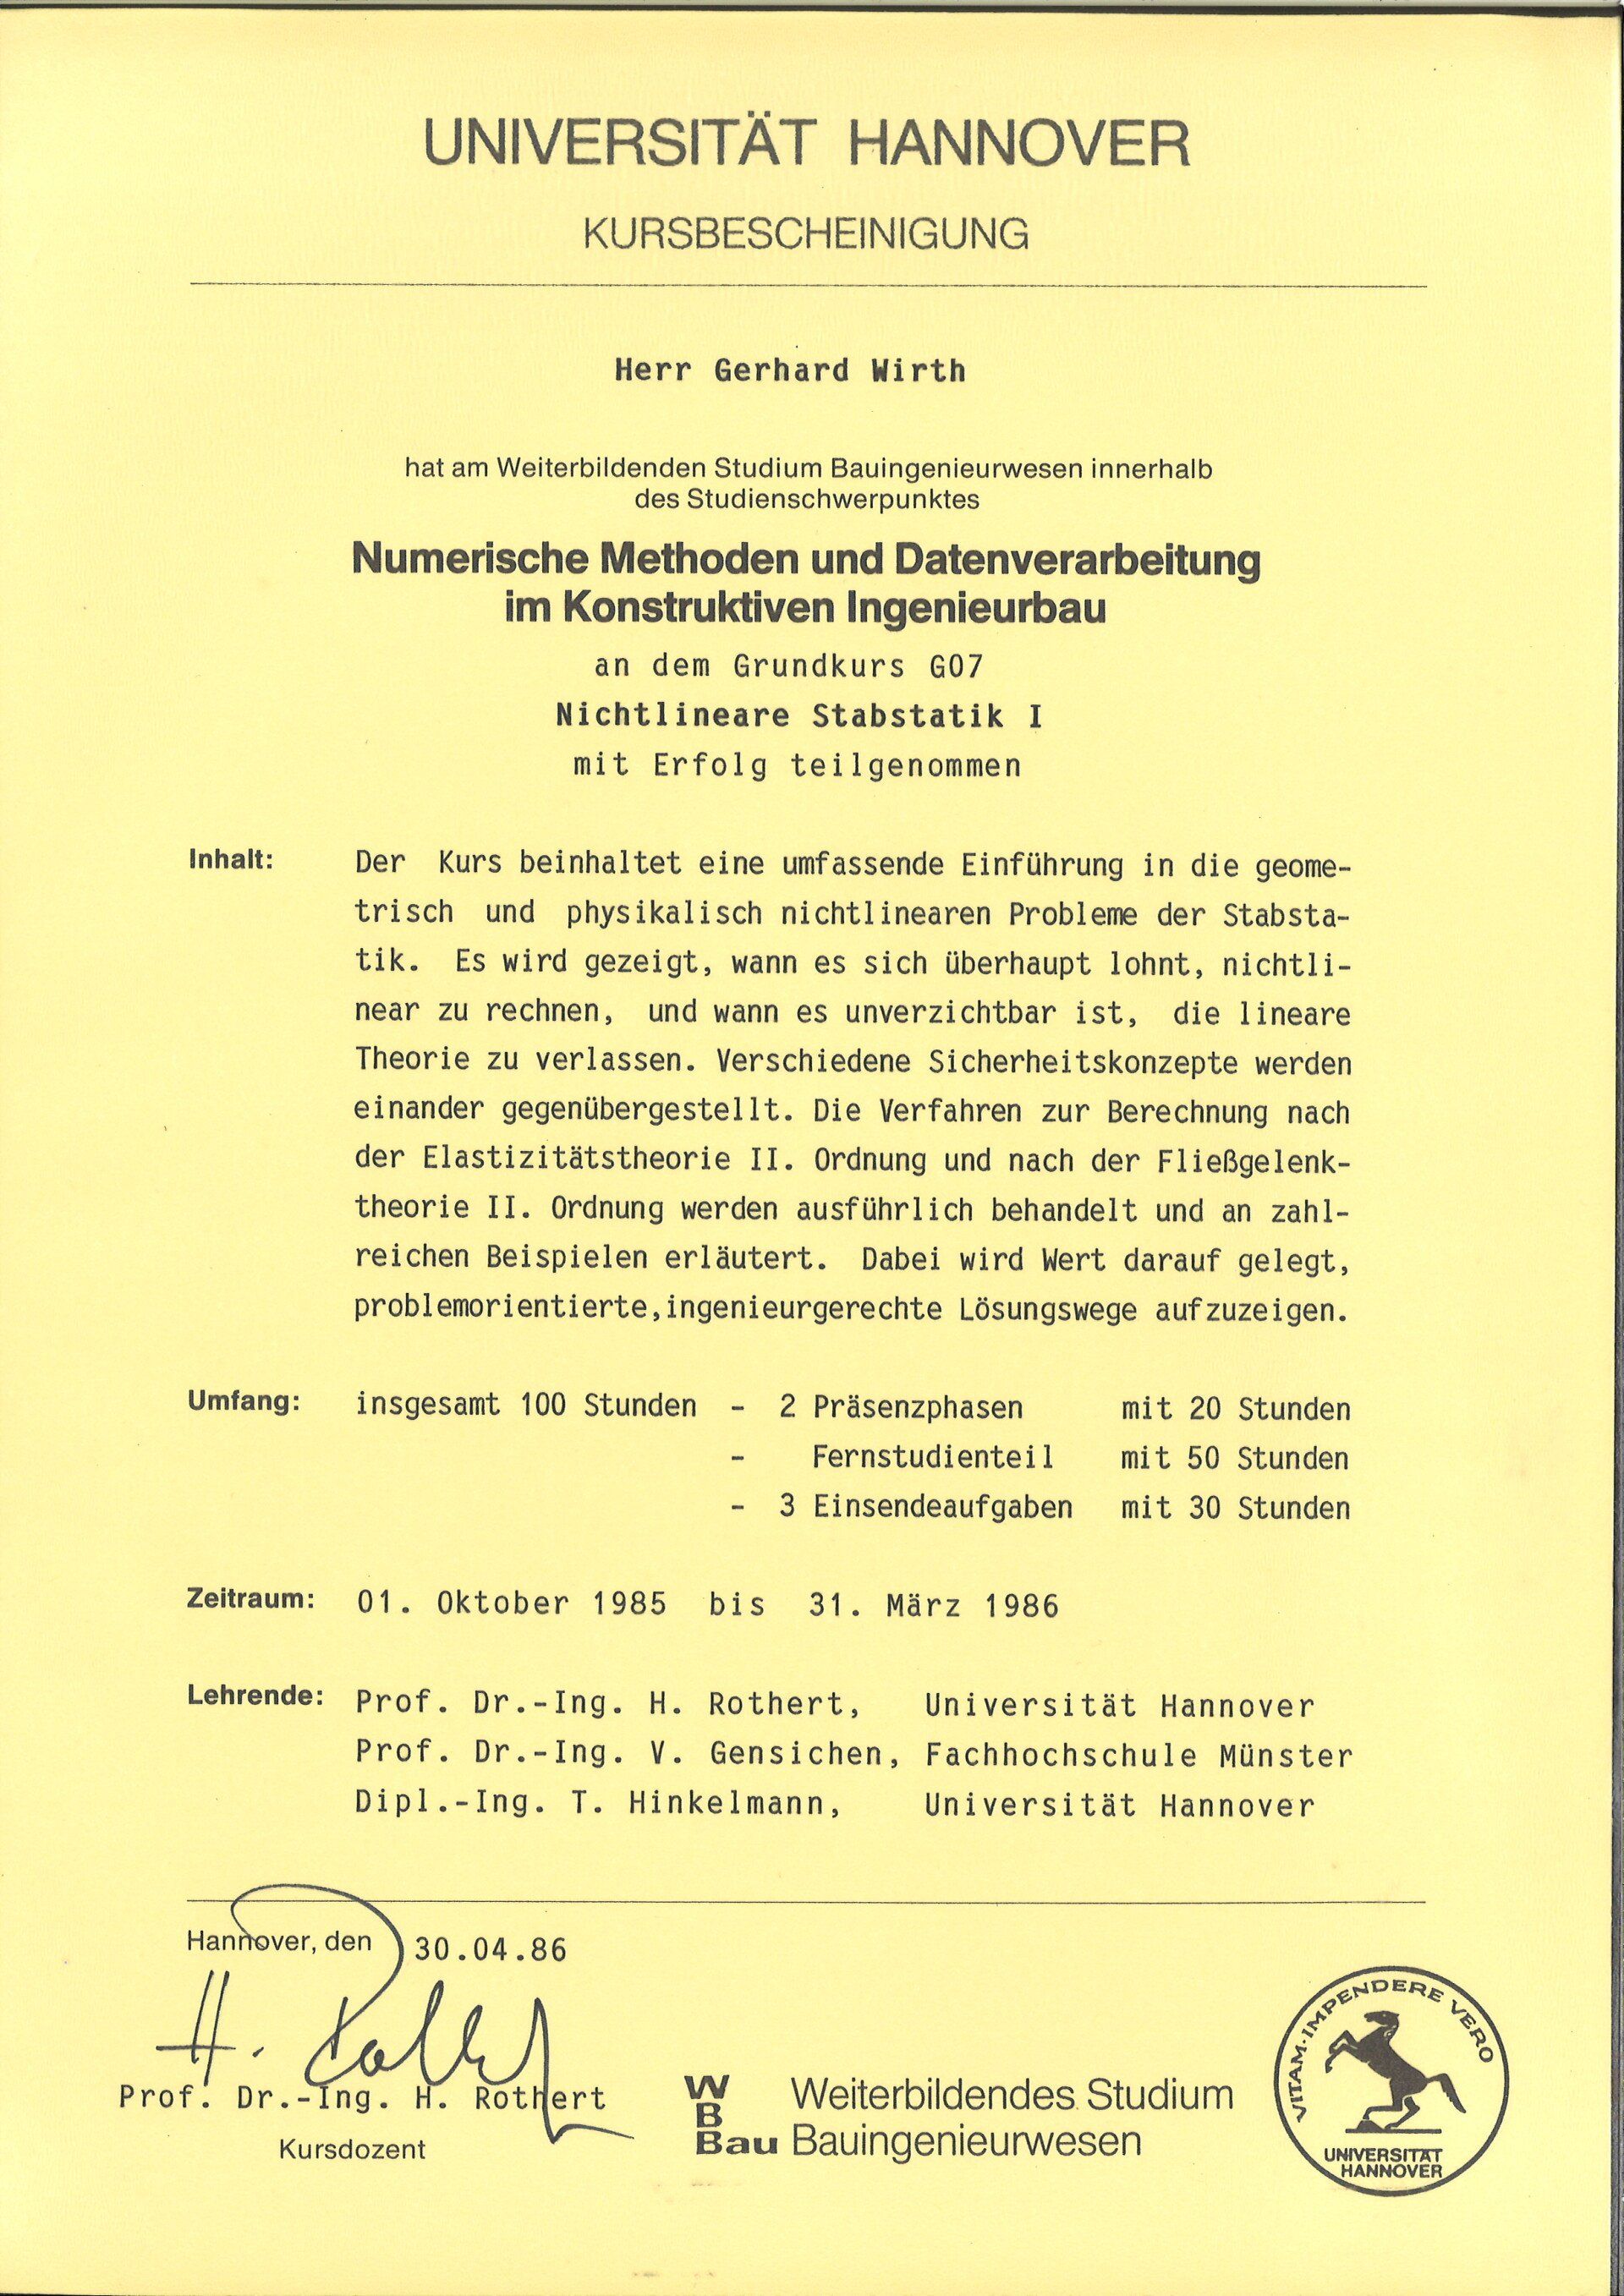 UNIVERSITÄT HANNOVER
KURSBESCHEINIGUNG
Herr Gerhard Wirth
hat am Weiterbildenden Studium Bauingenieurwesen innerhalb
des Studienschwerpunktes
Numerische Methoden und Datenverarbeitung
im Konstruktiven Ingenieurbau
an dem Grundkurs G07
Nichtlineare Stabstatik I
mit Erfolg teilgenommen
Inhalt: Der Kurs beinhaltet eine umfassende Einführung in die geome-
trisch und physikalisch nichtlinearen Probleme der Stabsta-
tik. Es wird gezeigt, wann es sich überhaupt lohnt, nichtli-
near zu rechnen, und wann es unverzichtbar ist, die lineare
Theorie zu verlassen. Verschiedene Sicherheitskonzepte werden
einander gegenübergestellt. Die Verfahren zur Berechnung nach
der Elastizitätstheorie II. Ordnung und nach der Fließgelenk-
theorie II. Ordnung werden ausführlich behandelt und an zahl-
reichen Beispielen erläutert. Dabei wird Wert darauf gelegt,
problemorientierte,ingenieurgerechte Lösungswege aufzuzeigen.
Umfang: insgesamt 100 Stunden - 2 Präsenzphasen mit 20 Stunden
- Fernstudienteil mit 50 Stunden
- 3 Einsendeaufgaben mit 30 Stunden
Zeitraum: 01. Oktober 1985 bis 31. März 1986
Lehrende: Prof. Dr.-Ing. H. Rothert, Universität Hannover
Prof. Dr.-Ing. V. Gensichen, Fachhochschule Münster
Dipl.-Ing. T. Hinkelmann, Universität Hannover
Hannover, den 30.04.86
H. Rothert
Prof. Dr.-Ing. H. Rothert
Kursdozent
W
B
Bau
Weiterbildendes Studium
Bauingenieurwesen
VITAM·IMPENDERE VERO
UNIVERSITÄT
HANNOVER